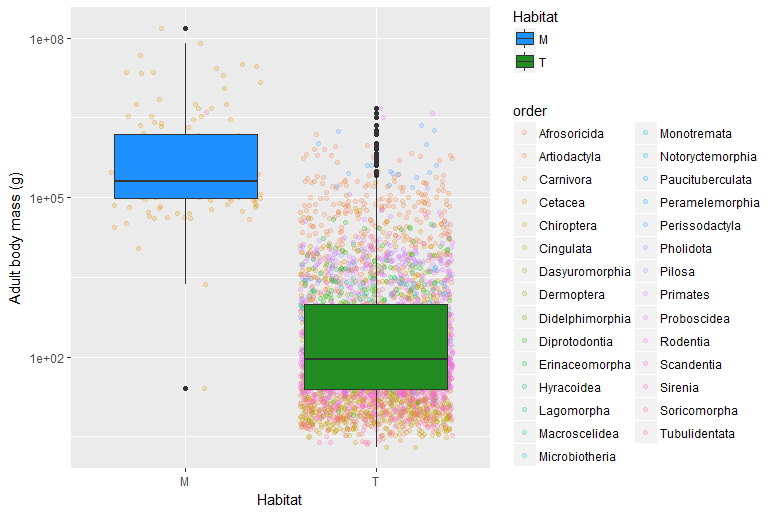 Adult body mass (g)
1e+08
1e+05
1e+02
M
T
Habitat
Habitat
M
T
order
Afrosoricida
Artiodactyla
Carnivora
Cetacea
Chiroptera
Cingulata
Dasyuromorphia
Dermoptera
Didelphimorphia
Diprotodontia
Erinaceomorpha
Hyracoidea
Lagomorpha
Macroscelidea
Microbiotheria
Monotremata
Notoryctemorphia
Paucituberculata
Peramelemorphia
Perissodactyla
Pholidota
Pilosa
Primates
Proboscidea
Rodentia
Scandentia
Sirenia
Soricomorpha
Tubulidentata